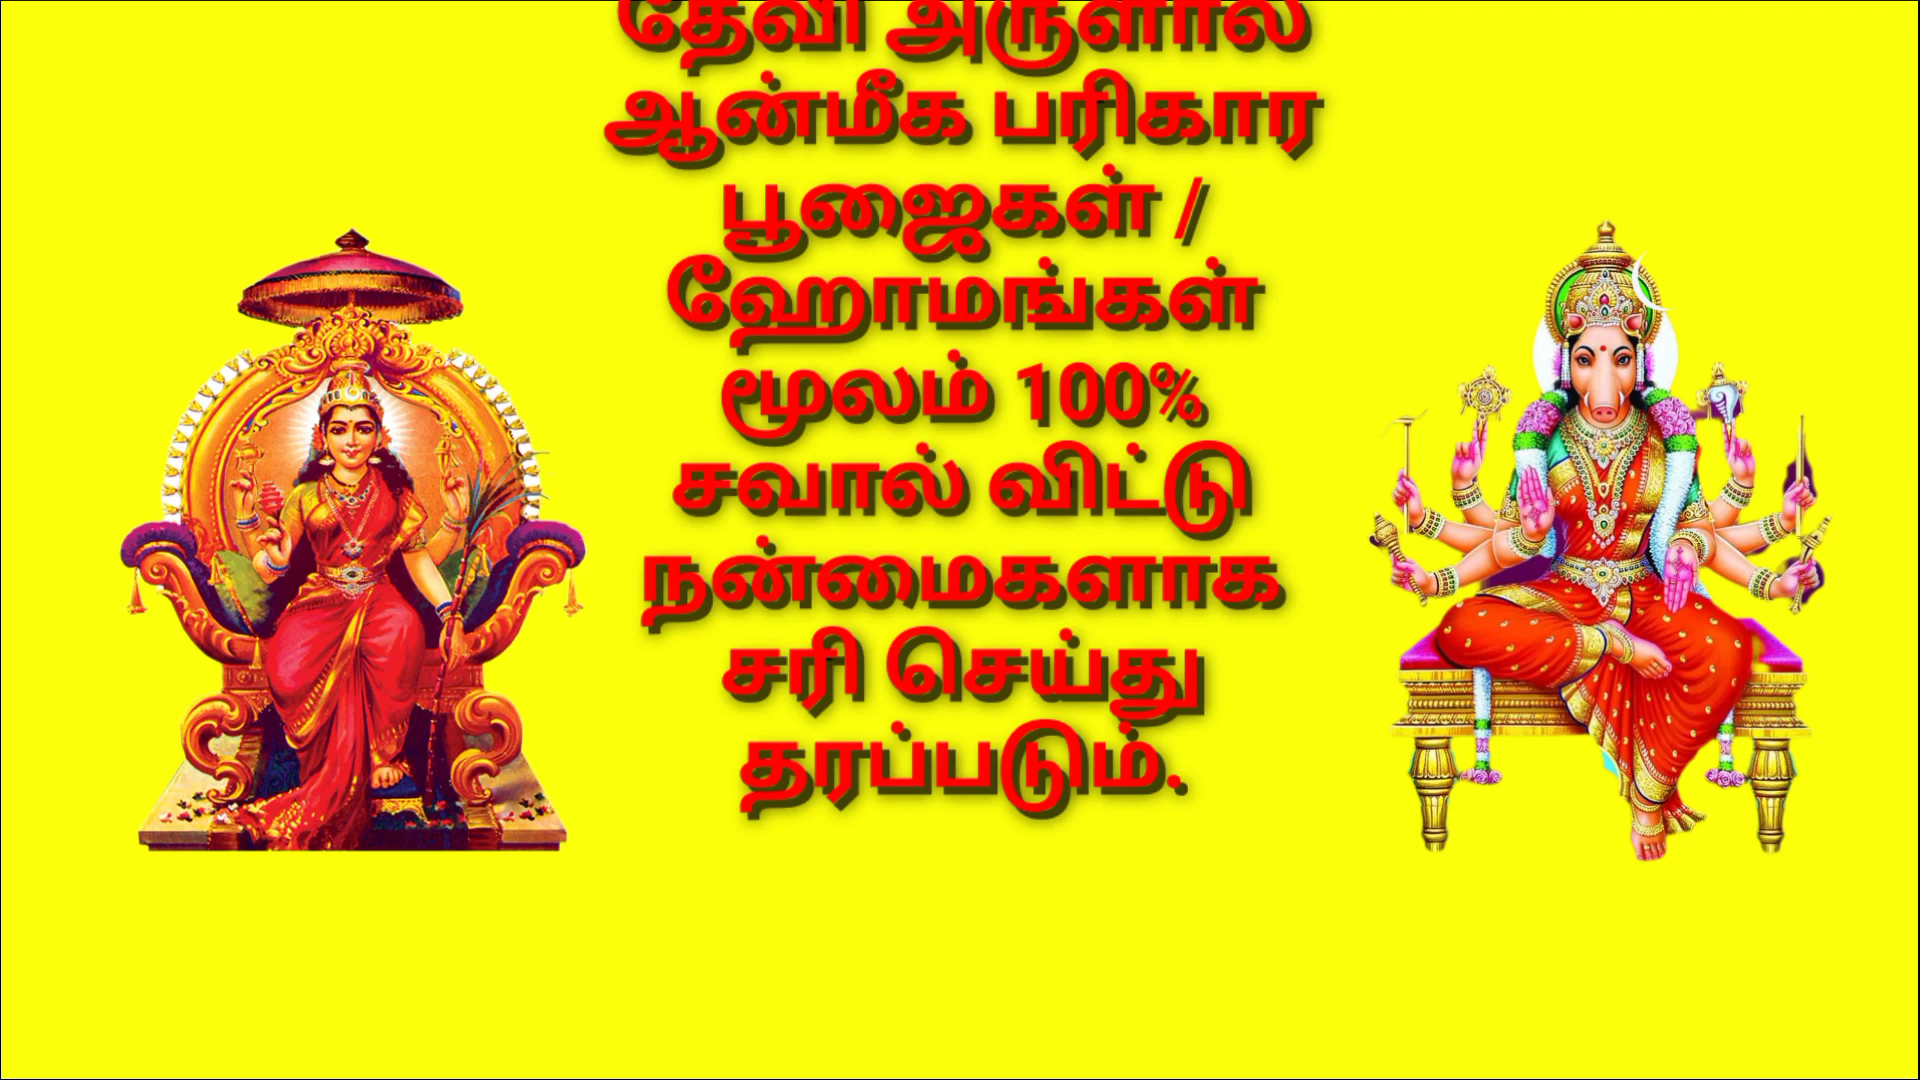 தேவி அருளால்
ஆன்மீக பரிகார
பூஜைகள் /
ஹோமங்கள்
மூலம் 100%
சவால் விட்டு
நன்மைகளாக
சரி செய்து
தரப்படும்.